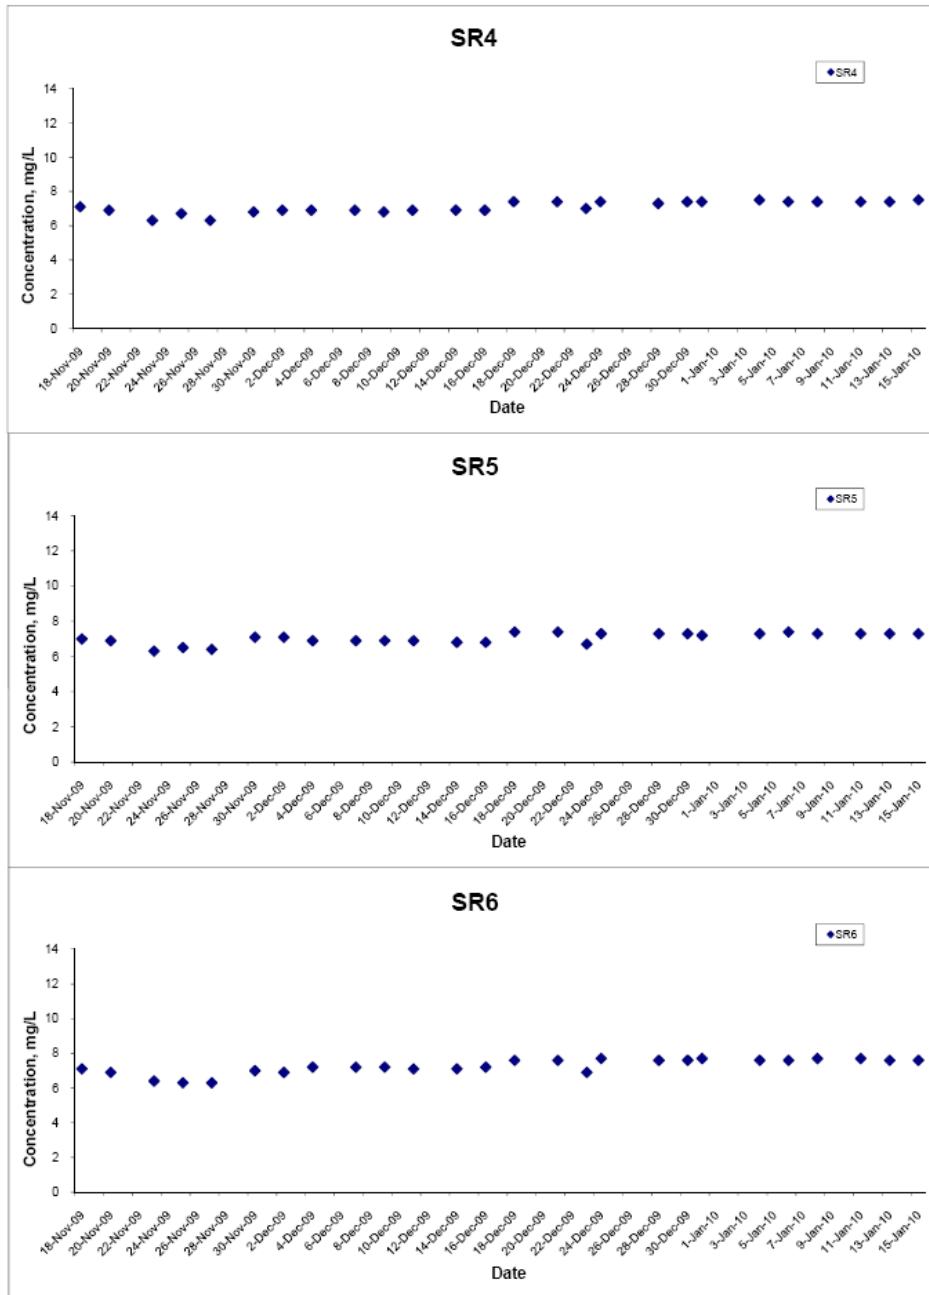 SR4
SR4
14
12
10
8
6
4
2
0
Concentration, mg/L
18-Nov-09 20-Nov-09 22-Nov-09 24-Nov-09 26-Nov-09 28-Nov-09 30-Nov-09 2-Dec-09 4-Dec-09 6-Dec-09 8-Dec-09 10-Dec-09 12-Dec-09 14-Dec-09 16-Dec-09 18-Dec-09 20-Dec-09 22-Dec-09 24-Dec-09 26-Dec-09 28-Dec-09 30-Dec-09 1-Jan-10 3-Jan-10 5-Jan-10 7-Jan-10 9-Jan-10 11-Jan-10 13-Jan-10 15-Jan-10
Date
SR5
SR5
14
12
10
8
6
4
2
0
Concentration, mg/L
18-Nov-09 20-Nov-09 22-Nov-09 24-Nov-09 26-Nov-09 28-Nov-09 30-Nov-09 2-Dec-09 4-Dec-09 6-Dec-09 8-Dec-09 10-Dec-09 12-Dec-09 14-Dec-09 16-Dec-09 18-Dec-09 20-Dec-09 22-Dec-09 24-Dec-09 26-Dec-09 28-Dec-09 30-Dec-09 1-Jan-10 3-Jan-10 5-Jan-10 7-Jan-10 9-Jan-10 11-Jan-10 13-Jan-10 15-Jan-10
Date
SR6
SR6
14
12
10
8
6
4
2
0
Concentration, mg/L
18-Nov-09 20-Nov-09 22-Nov-09 24-Nov-09 26-Nov-09 28-Nov-09 30-Nov-09 2-Dec-09 4-Dec-09 6-Dec-09 8-Dec-09 10-Dec-09 12-Dec-09 14-Dec-09 16-Dec-09 18-Dec-09 20-Dec-09 22-Dec-09 24-Dec-09 26-Dec-09 28-Dec-09 30-Dec-09 1-Jan-10 3-Jan-10 5-Jan-10 7-Jan-10 9-Jan-10 11-Jan-10 13-Jan-10 15-Jan-10
Date